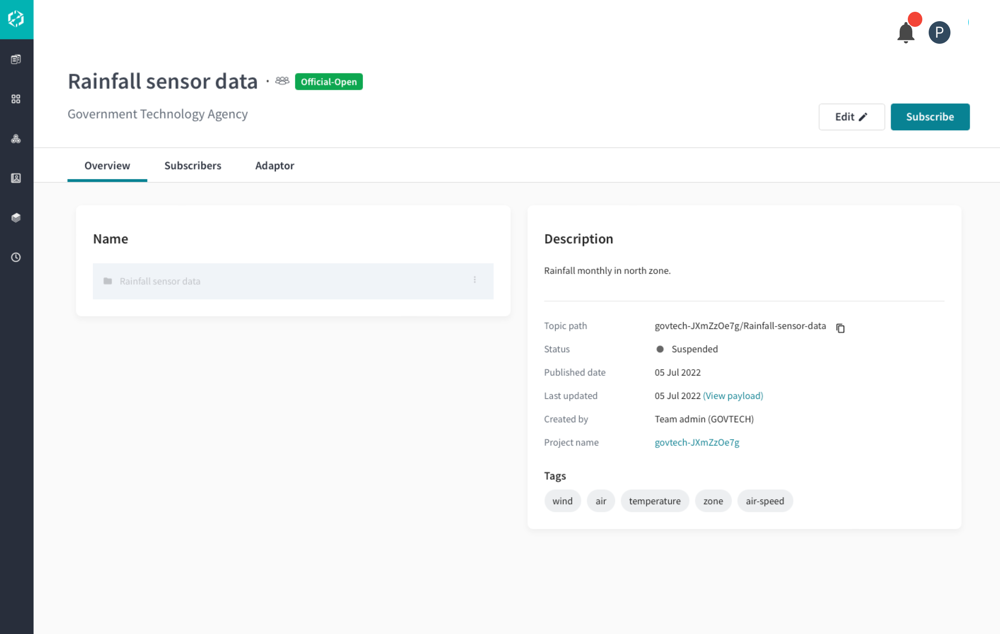 P
Rainfall sensor data · Official-Open
Government Technology Agency
Edit
Subscribe
Overview
Subscribers
Adaptor
Name
Rainfall sensor data
Description
Rainfall monthly in north zone.
Topic path govtech-JXmZzOe7g/Rainfall-sensor-data
Status Suspended
Published date 05 Jul 2022
Last updated 05 Jul 2022 (View payload)
Created by Team admin (GOVTECH)
Project name govtech-JXmZzOe7g
Tags
wind air temperature zone air-speed